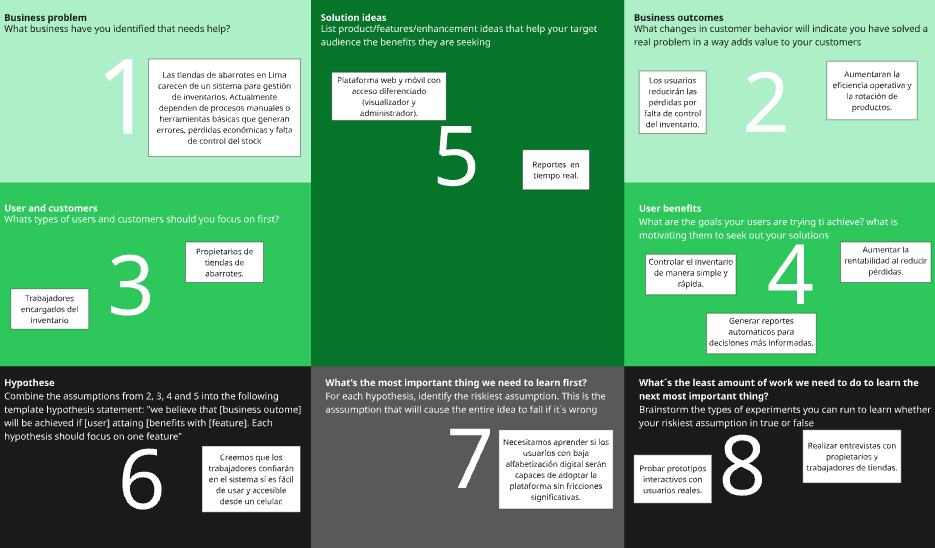 Business problem
What business have you identified that needs help?
1
Las tiendas de abarrotes en Lima
carecen de un sistema para gestión
de inventarios. Actualmente
dependen de procesos manuales o
herramientas básicas que generan
errores, pérdidas económicas y falta
de control del stock
Solution ideas
List product/features/enhancement ideas that help your target
audience the benefits they are seeking
Plataforma web y móvil con
acceso diferenciado
(visualizador y
administrador).
5
Reportes en
tiempo real.
Business outcomes
What changes in customer behavior will indicate you have solved a
real problem in a way adds value to your customers
Los usuarios
reducirán las
perdidas por
falta de control
del inventario.
2
Aumentaran la
eficiencia operativa y
la rotación de
productos.
User and customers
Whats types of users and customers should you focus on first?
Propietarios de
tiendas de
abarrotes.
3
Trabajadores
encargados del
inventario
User benefits
What are the goals your users are trying ti achieve? what is
motivating them to seek out your solutions
Controlar el inventario
de manera simple y
rápida.
4
Aumentar la
rentabilidad al reducir
pérdidas.
Generar reportes
automáticos para
decisiones más informadas.
Hypothese
Combine the assumptions from 2, 3, 4 and 5 into the following
template hypothesis statement: "we believe that [business outome]
will be achieved if [user] attaing [benefits with [feature]. Each
hypothesis should focus on one feature"
6
Creemos que los
trabajadores confiarán
en el sistema si es fácil
de usar y accesible
desde un celular.
What's the most important thing we need to learn first?
For each hypothesis, identify the riskiest assumption. This is the
asssumption that will cause the entire idea to fail if it´s wrong
7
Necesitamos aprender si los
usuarios con baja
alfabetización digital serán
capaces de adoptar la
plataforma sin fricciones
significativas.
What´s the least amount of work we need to do to learn the
next most important thing?
Brainstorm the types of experiments you can run to learn whether
your riskiest assumption in true or false
Probar prototipos
interactivos con
usuarios reales.
8
Realizar entrevistas con
propietarios y
trabajadores de tiendas.